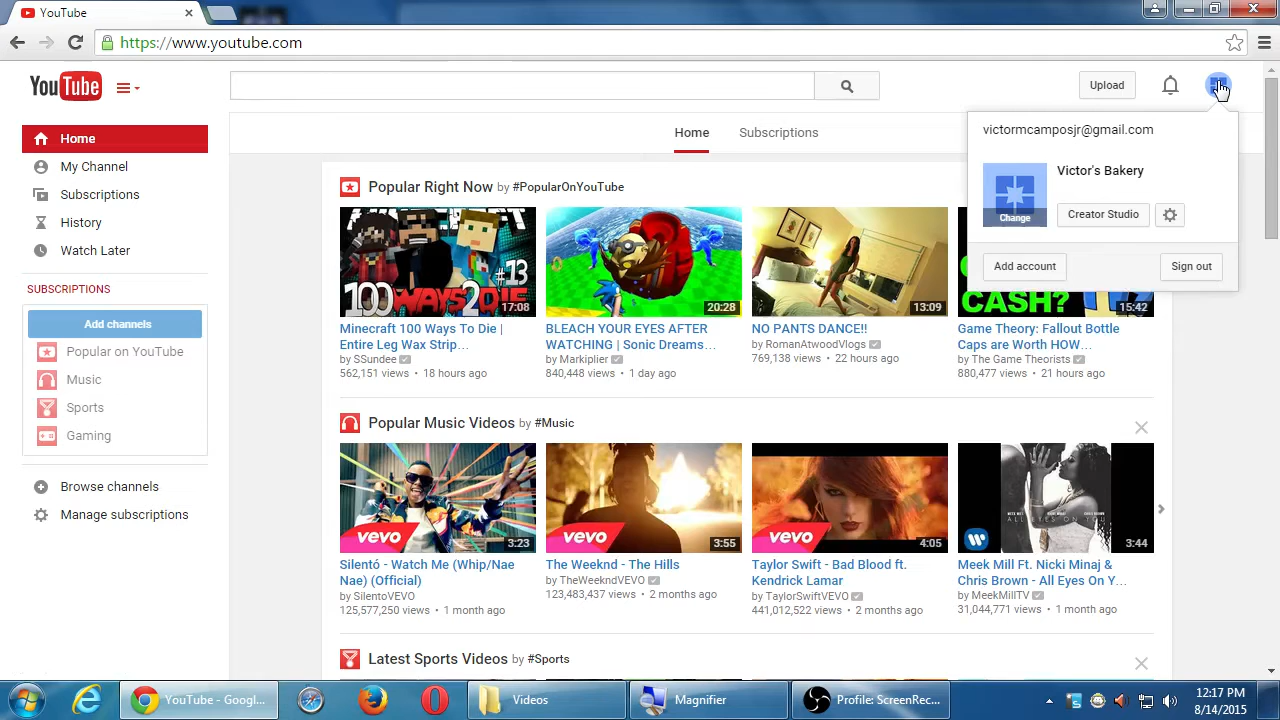 YouTube
https://www.youtube.com
YouTube
Upload
Home
My Channel
Subscriptions
History
Watch Later
SUBSCRIPTIONS
Add channels
Popular on YouTube
Music
Sports
Gaming
Browse channels
Manage subscriptions
Home
Subscriptions
victormcamposjr@gmail.com
Victor's Bakery
Change
Creator Studio
Add account
Sign out
Popular Right Now by #PopularOnYouTube
MINECRAFT
#13
100 WAYS 2 DIE
17:08
20:28
13:09
CASH?
15:42
Minecraft 100 Ways To Die |
Entire Leg Wax Strip...
by SSundee
562,151 views • 18 hours ago
BLEACH YOUR EYES AFTER
WATCHING | Sonic Dreams...
by Markiplier
840,448 views • 1 day ago
NO PANTS DANCE!!
by RomanAtwoodVlogs
769,138 views • 22 hours ago
Game Theory: Fallout Bottle
Caps are Worth HOW...
by The Game Theorists
880,477 views • 21 hours ago
Popular Music Videos by #Music
vevo
3:23
vevo
3:55
vevo
4:05
ALL EYES ON YOU
3:44
Silentó - Watch Me (Whip/Nae
Nae) (Official)
by SilentoVEVO
125,577,250 views • 1 month ago
The Weeknd - The Hills
by TheWeekndVEVO
123,483,437 views • 2 months ago
Taylor Swift - Bad Blood ft.
Kendrick Lamar
by TaylorSwiftVEVO
441,012,522 views • 2 months ago
Meek Mill Ft. Nicki Minaj &
Chris Brown - All Eyes On Y...
by MeekMillTV
31,044,771 views • 1 month ago
Latest Sports Videos by #Sports
YouTube - Googl...
Videos
Magnifier
Profile: ScreenRec...
12:17 PM
8/14/2015